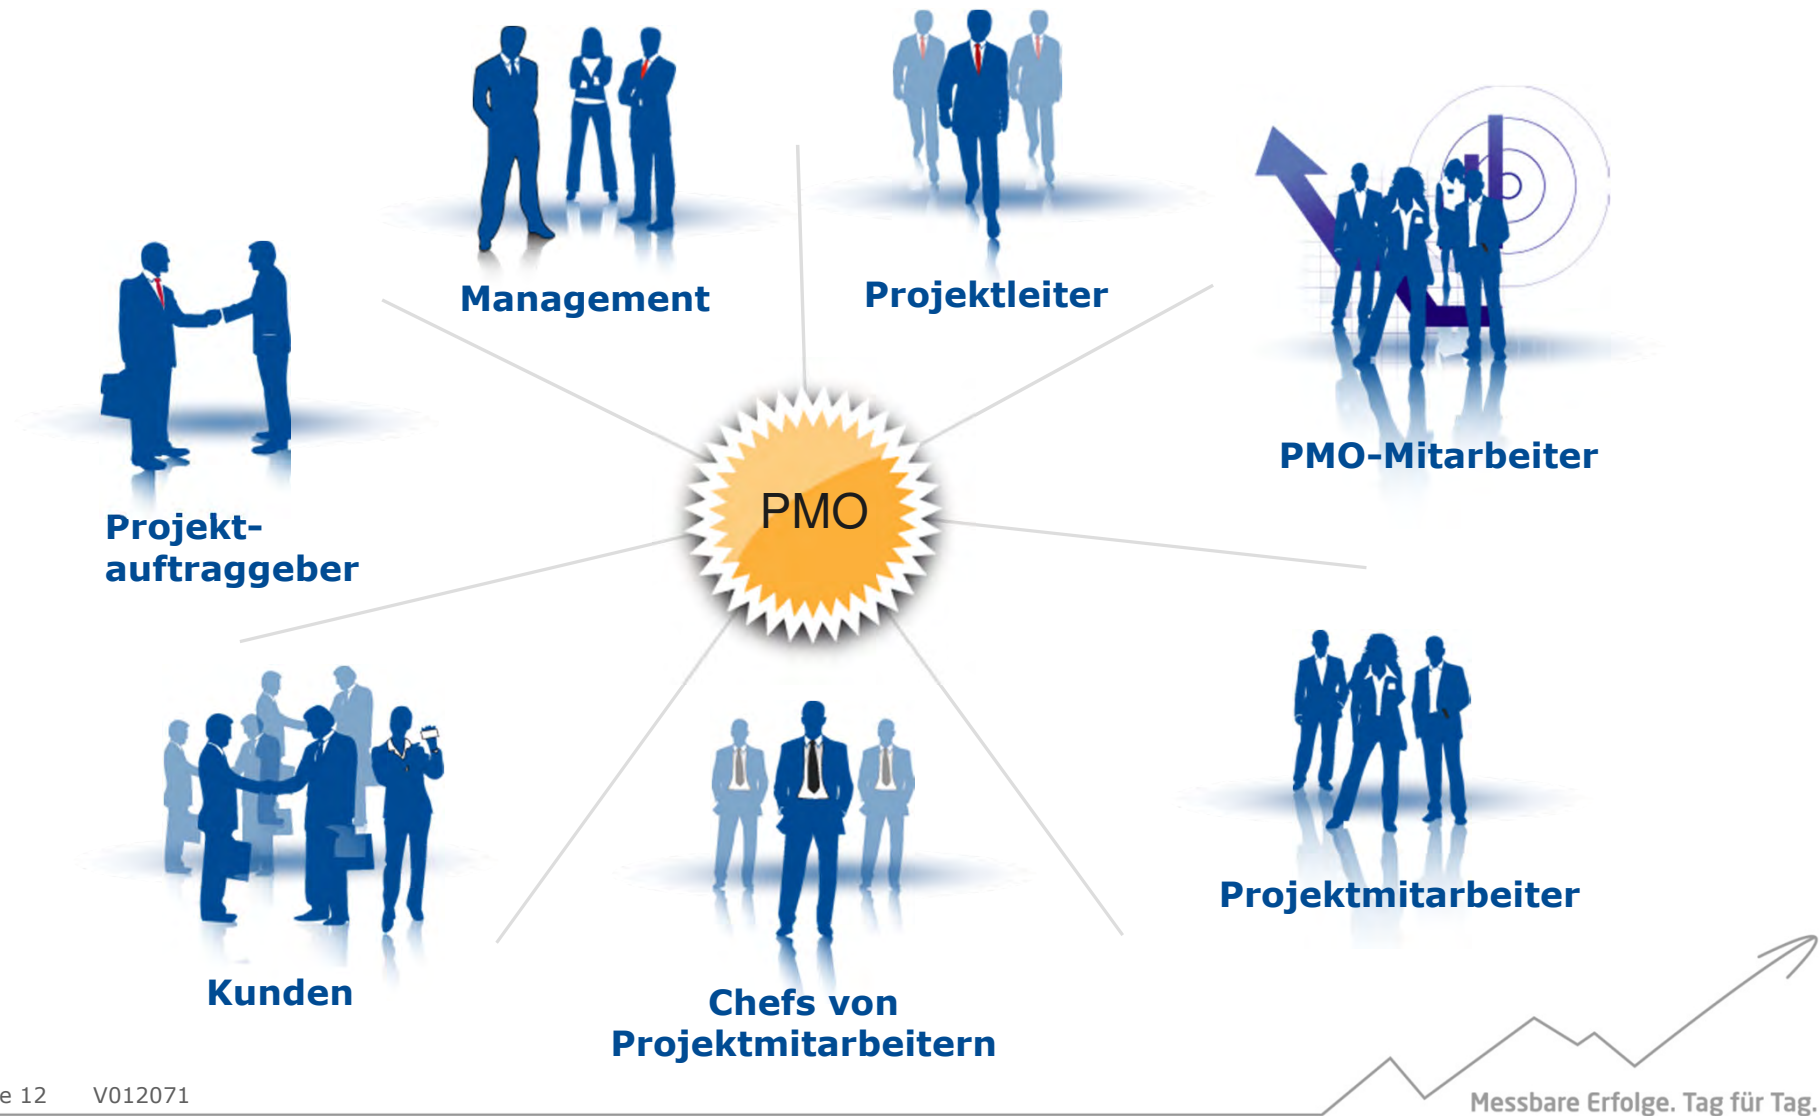 Management
Projektleiter
PMO-Mitarbeiter
PMO
Projekt-
auftraggeber
Projektmitarbeiter
Kunden
Chefs von
Projektmitarbeitern
e 12 V012071
Messbare Erfolge. Tag für Tag.